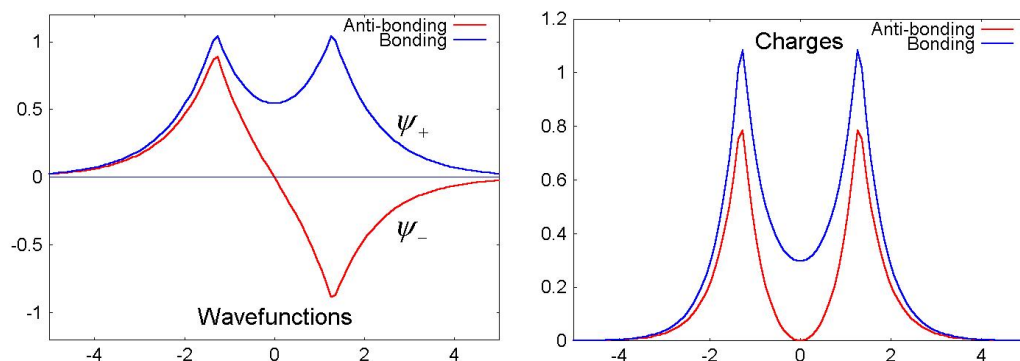 Anti-bonding
Bonding
1
0.5
0
-0.5
-1
ψ+
ψ−
Wavefunctions
-4 -2 0 2 4
Anti-bonding
Bonding
Charges
1.2
1
0.8
0.6
0.4
0.2
0
-4 -2 0 2 4